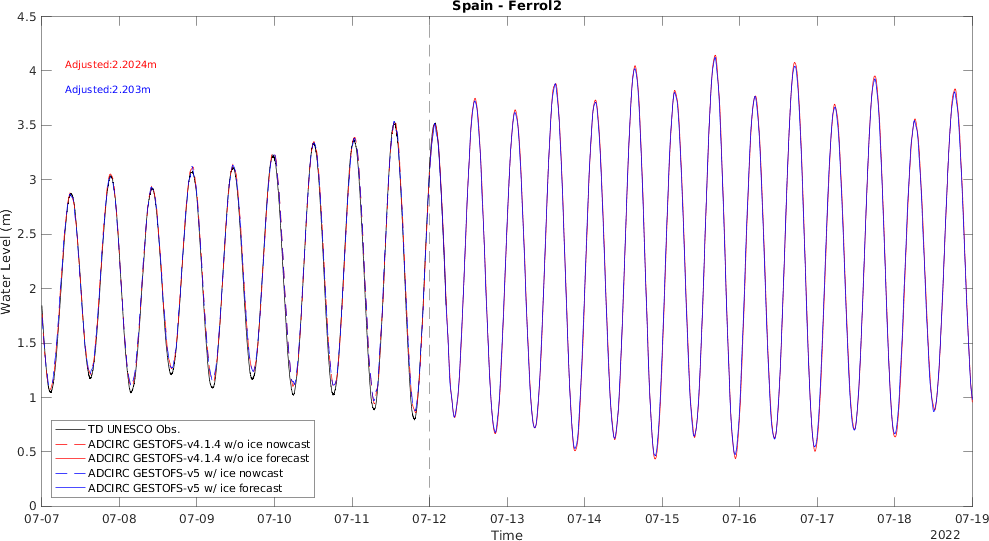 Spain - Ferrol2
4.5
4
3.5
3
2.5
2
1.5
1
0.5
0
Water Level (m)
Adjusted:2.2024m
Adjusted:2.203m
TD UNESCO Obs.
ADCIRC GESTOFS-v4.1.4 w/o ice nowcast
ADCIRC GESTOFS-v4.1.4 w/o ice forecast
ADCIRC GESTOFS-v5 w/ ice nowcast
ADCIRC GESTOFS-v5 w/ ice forecast
07-07 07-08 07-09 07-10 07-11 07-12 07-13 07-14 07-15 07-16 07-17 07-18 07-19
Time
2022